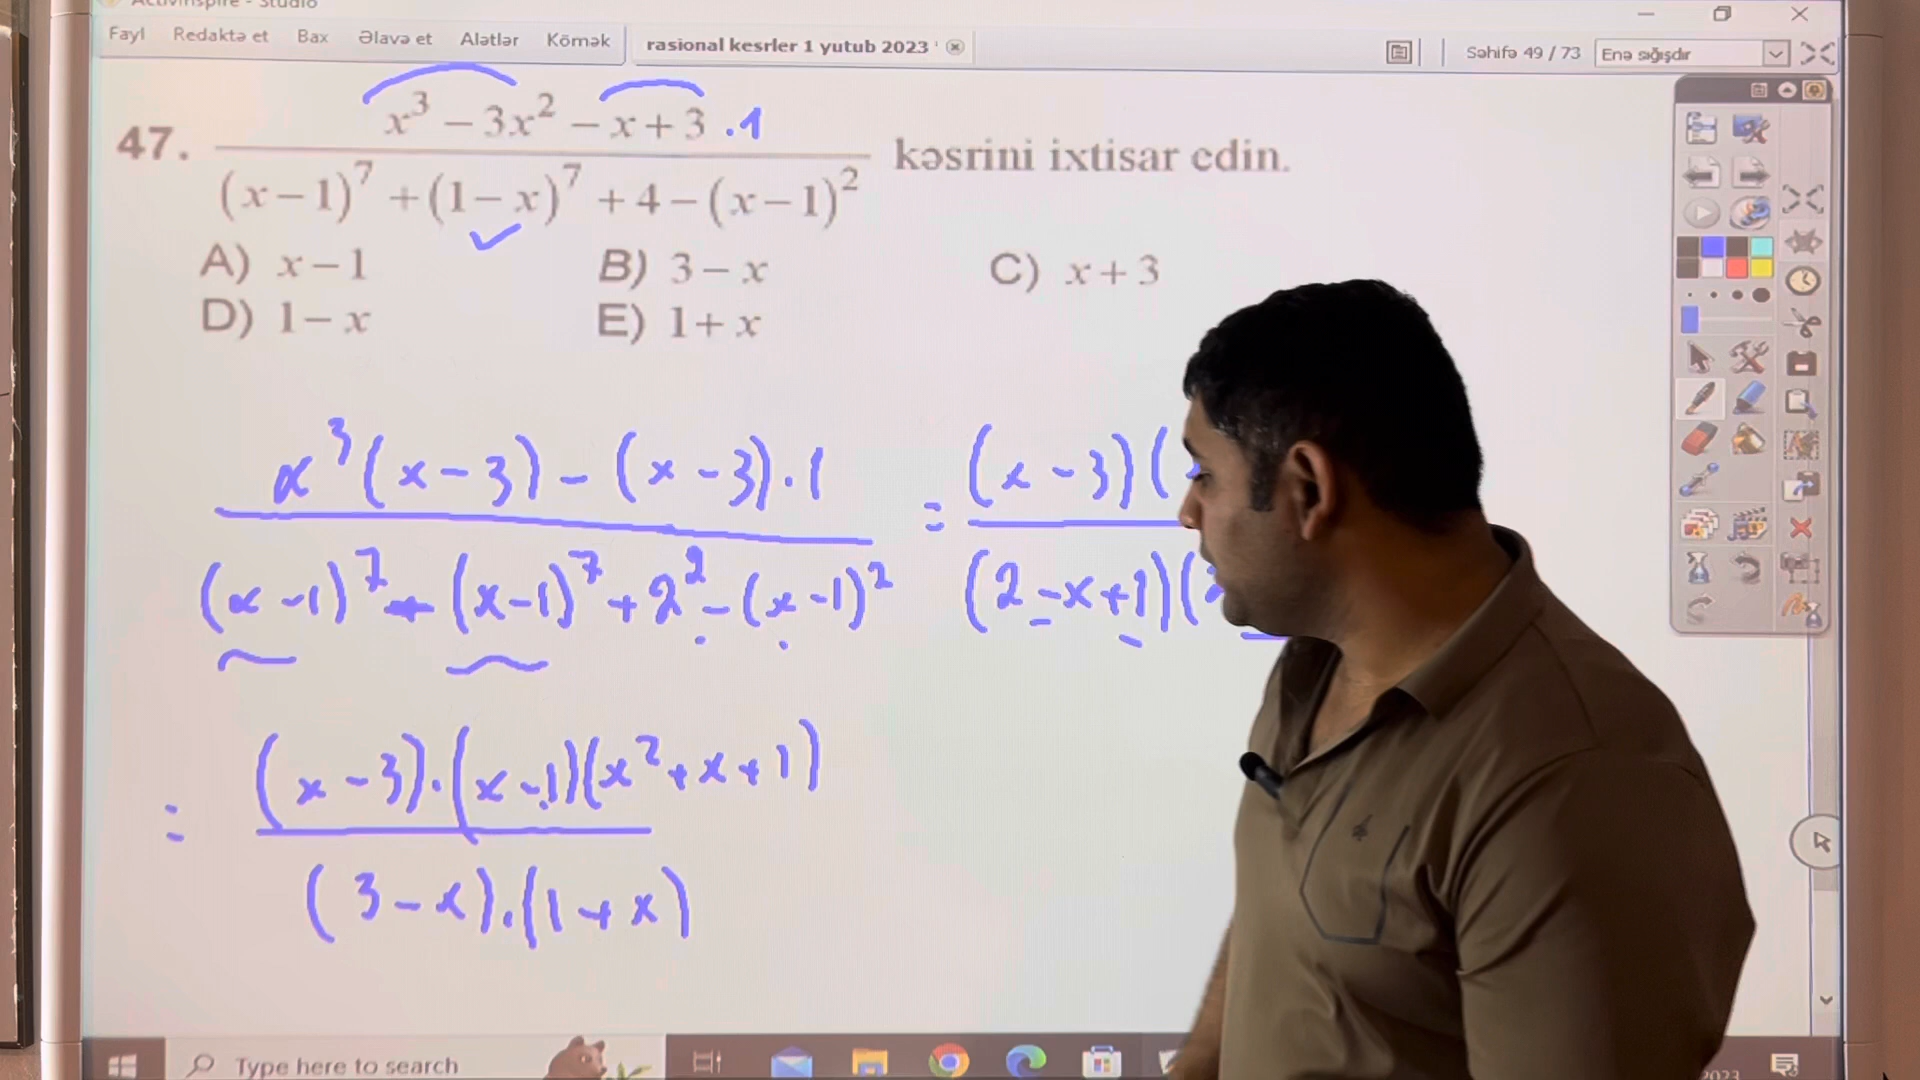 Fayl Redaktə et Bax Əlavə et Alətlər Kömək
rasional kesrler 1 yutub 2023
Səhifə 49 / 73
Enə sığışdır
47. x³ − 3x² − x + 3 · 1
(x−1)⁷ + (1−x)⁷ + 4 − (x−1)²
kəsrini ixtisar edin.
A) x−1 B) 3−x C) x+3
D) 1−x E) 1+x
x³(x−3) − (x−3)·1
(x−1)⁷ − (x−1)⁷ + 2² − (x−1)²
= (x−3)(
(2−x+1)(
= (x−3)·(x−1)(x²+x+1)
(3−x)·(1+x)
Type here to search
2023